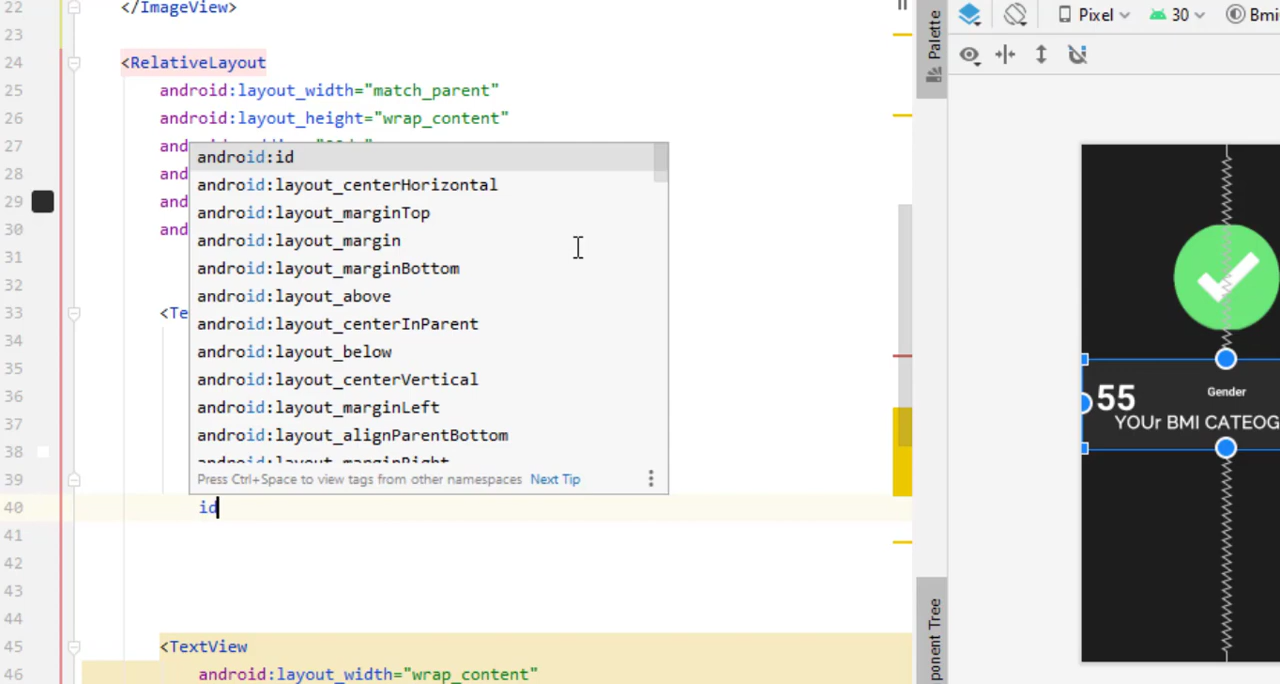 22 </ImageView>
23
24 <RelativeLayout
25 android:layout_width="match_parent"
26 android:layout_height="wrap_content"
27 and
28 and
29 and
30 and
31
32
33 <Te
34
35
36
37
38
39
40 id
41
42
43
44
45 <TextView
46 android:layout_width="wrap_content"
android:id
android:layout_centerHorizontal
android:layout_marginTop
android:layout_margin
android:layout_marginBottom
android:layout_above
android:layout_centerInParent
android:layout_below
android:layout_centerVertical
android:layout_marginLeft
android:layout_alignParentBottom
android:layout_marginRight
Press Ctrl+Space to view tags from other namespaces Next Tip
Palette
ponent Tree
Pixel 30 Bmi
55 Gender
YOUr BMI CATEOG